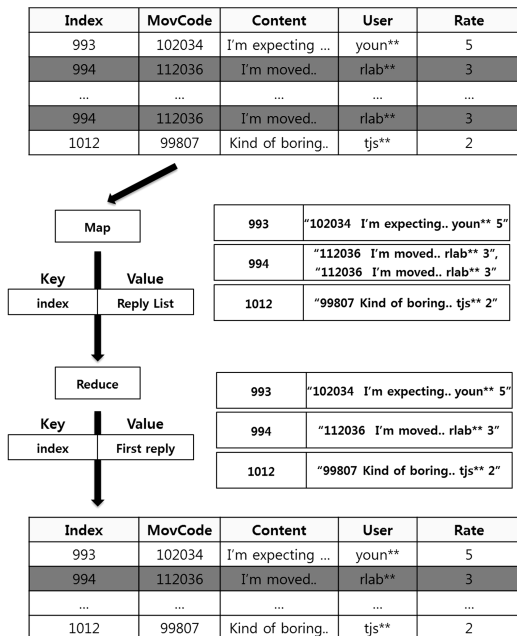 Index MovCode Content User Rate
993 102034 I'm expecting ... youn** 5
994 112036 I'm moved.. rlab** 3
... ... ... ... ...
994 112036 I'm moved.. rlab** 3
1012 99807 Kind of boring.. tjs** 2
Map
Key Value
index Reply List
993 "102034 I'm expecting.. youn** 5"
994 "112036 I'm moved.. rlab** 3",
"112036 I'm moved.. rlab** 3"
1012 "99807 Kind of boring.. tjs** 2"
Reduce
Key Value
index First reply
993 "102034 I'm expecting.. youn** 5"
994 "112036 I'm moved.. rlab** 3"
1012 "99807 Kind of boring.. tjs** 2"
Index MovCode Content User Rate
993 102034 I'm expecting ... youn** 5
994 112036 I'm moved.. rlab** 3
... ... ... ... ...
1012 99807 Kind of boring.. tjs** 2